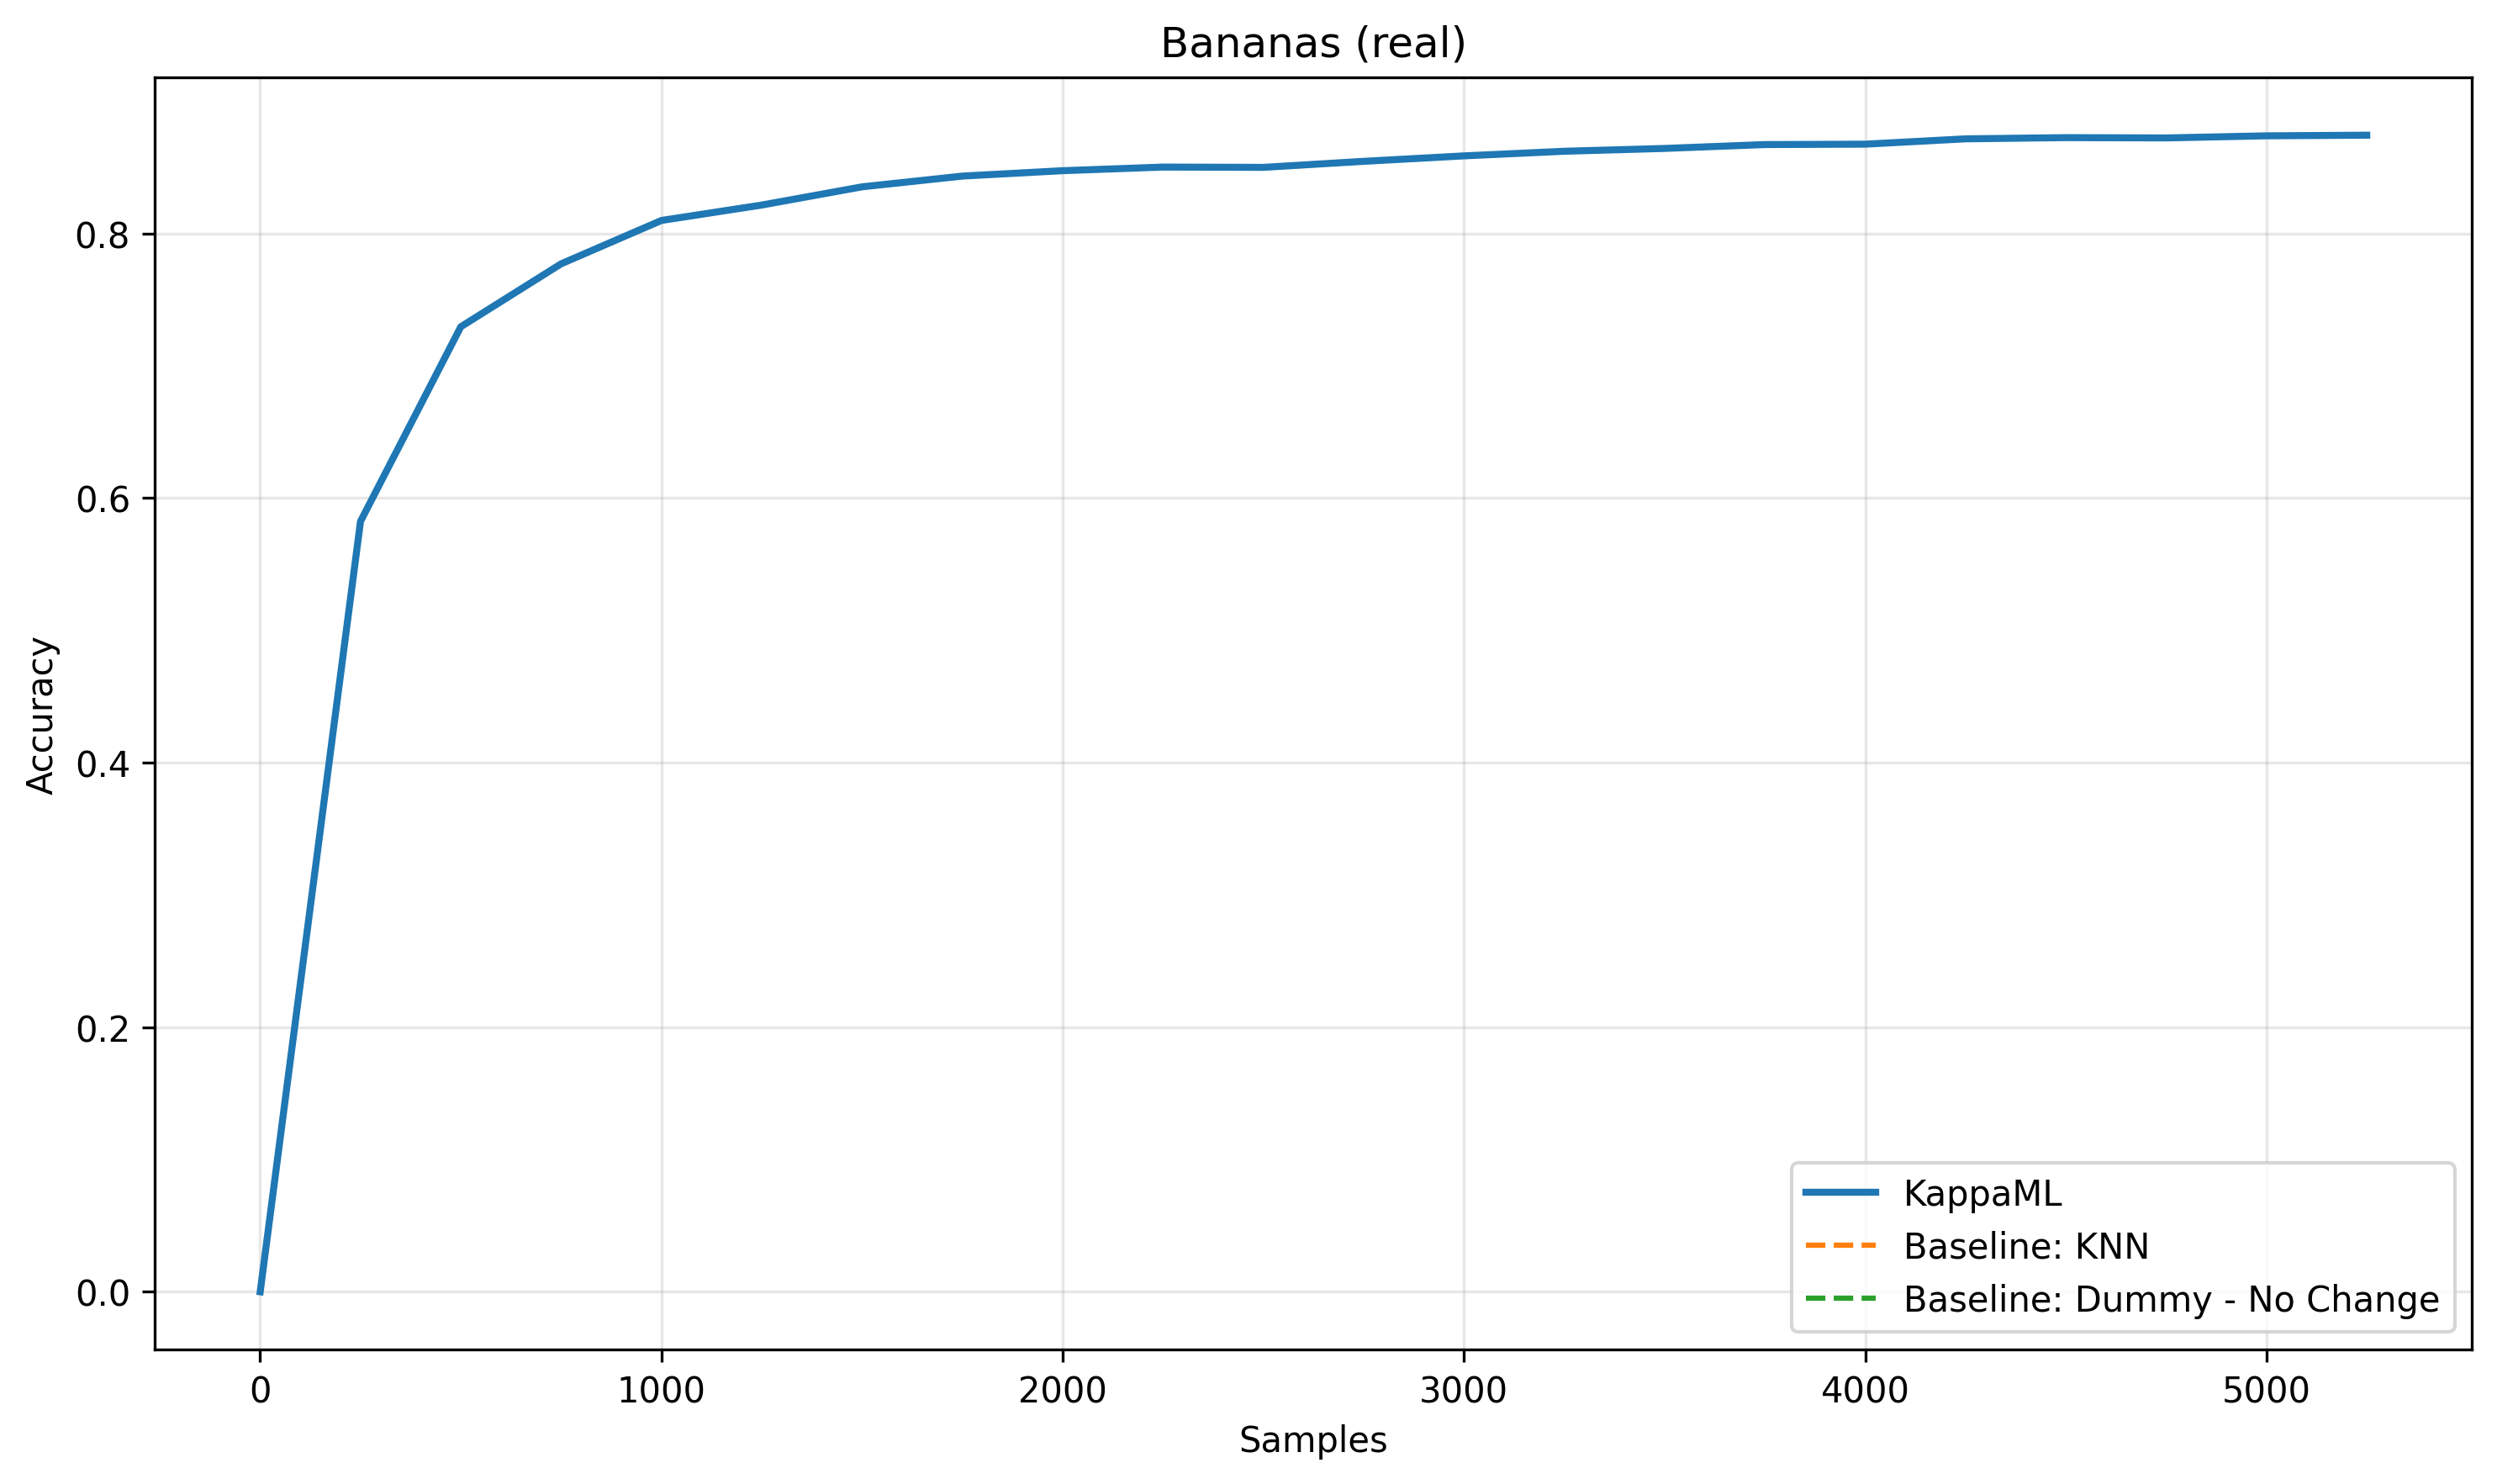 Bananas (real)
Accuracy
0.8
0.6
0.4
0.2
0.0
0 1000 2000 3000 4000 5000
Samples
KappaML
Baseline: KNN
Baseline: Dummy - No Change